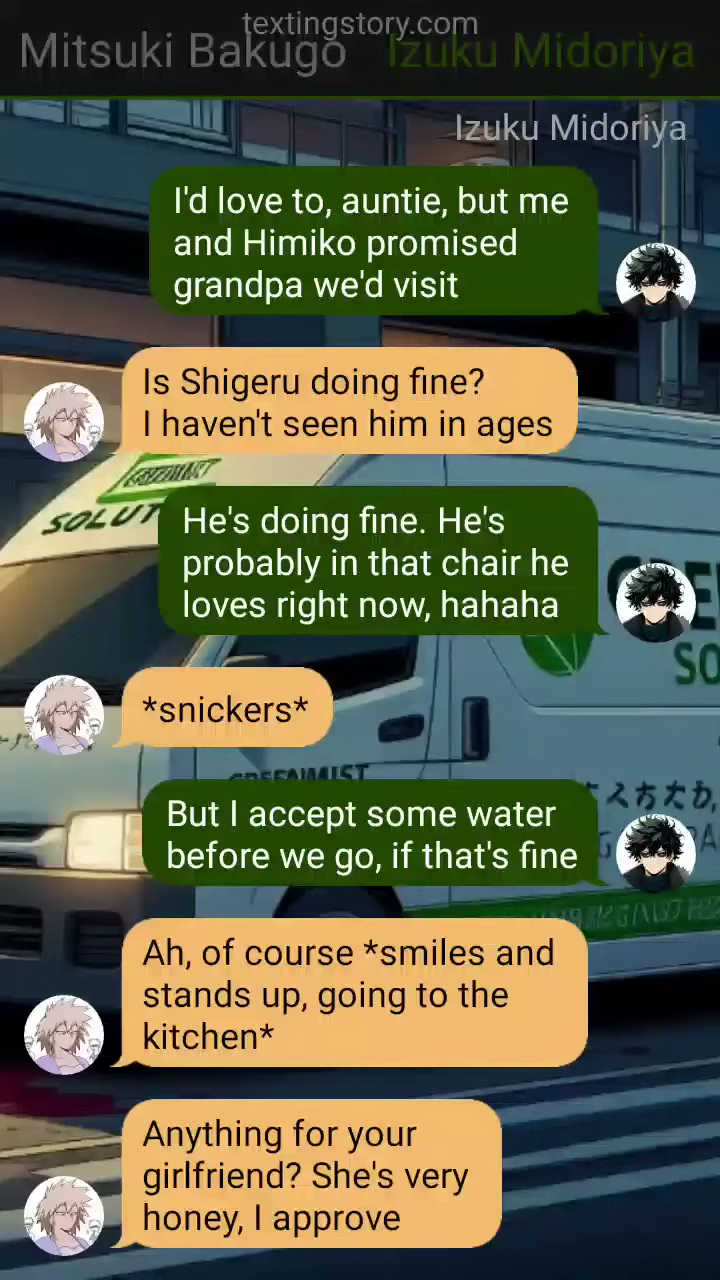 textingstory.com
Mitsuki Bakugo Izuku Midoriya
Izuku Midoriya
I'd love to, auntie, but me
and Himiko promised
grandpa we'd visit
Is Shigeru doing fine?
I haven't seen him in ages
SOLUT
He's doing fine. He's
probably in that chair he
loves right now, hahaha
SO
*snickers*
GREENMIST
But I accept some water
before we go, if that's fine
Ah, of course *smiles and
stands up, going to the
kitchen*
Anything for your
girlfriend? She's very
honey, I approve